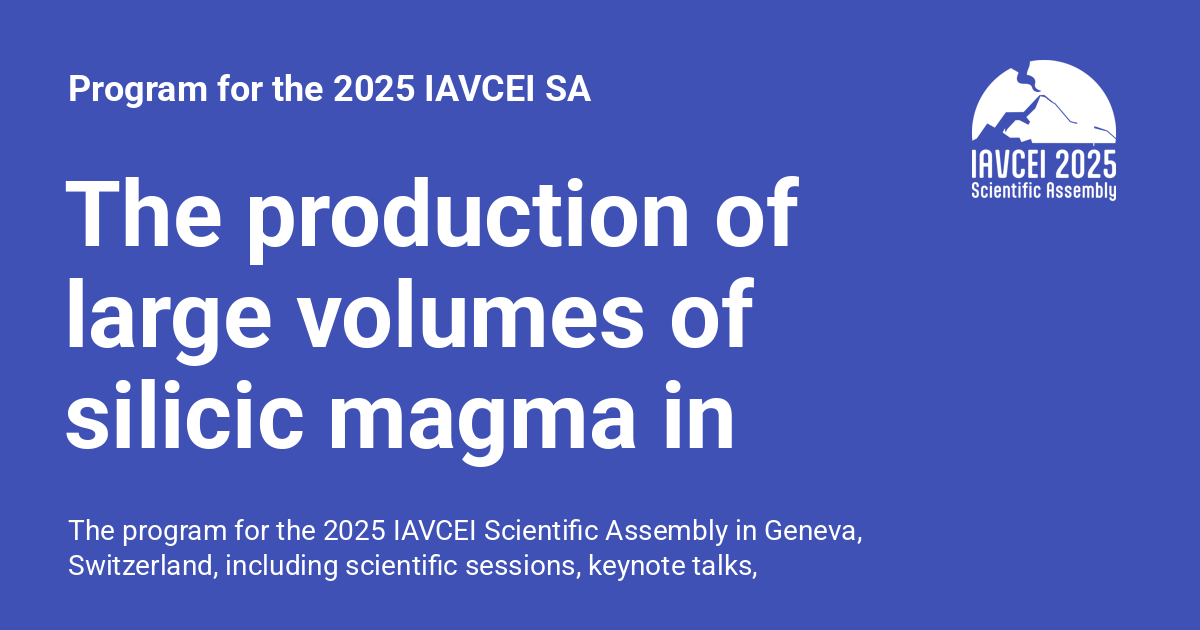 Program for the 2025 IAVCEI SA
IAVCEI 2025
Scientific Assembly
The production of
large volumes of
silicic magma in
The program for the 2025 IAVCEI Scientific Assembly in Geneva,
Switzerland, including scientific sessions, keynote talks,